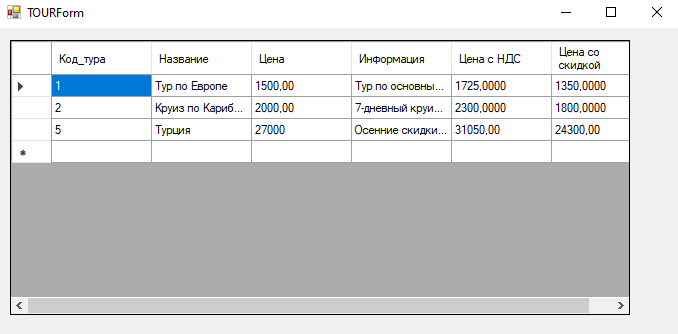 TOURForm
Код_тура Название Цена Информация Цена с НДС Цена со скидкой
1 Тур по Европе 1500,00 Тур по основны... 1725,0000 1350,0000
2 Круиз по Кариб... 2000,00 7-дневный круи... 2300,0000 1800,0000
5 Турция 27000 Осенние скидки... 31050,00 24300,00